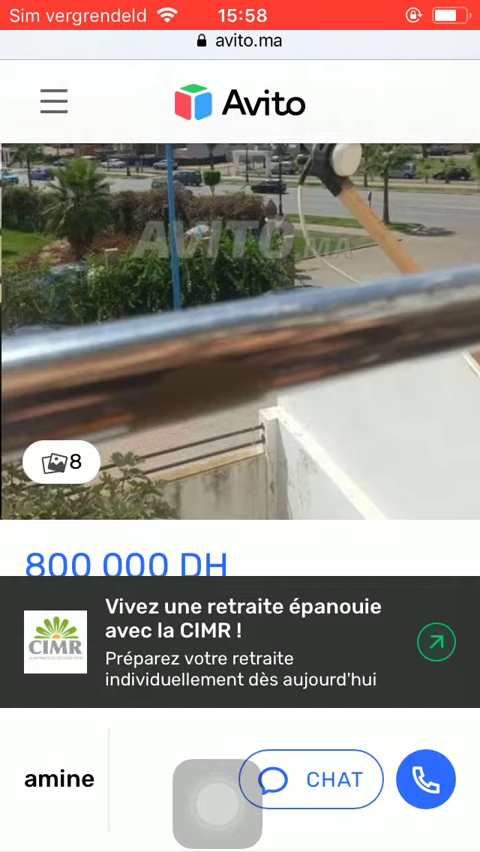 Sim vergrendeld 15:58
avito.ma
Avito
AVITO.MA
8
800 000 DH
CIMR
Vivez une retraite épanouie
avec la CIMR !
Préparez votre retraite
individuellement dès aujourd'hui
amine
CHAT